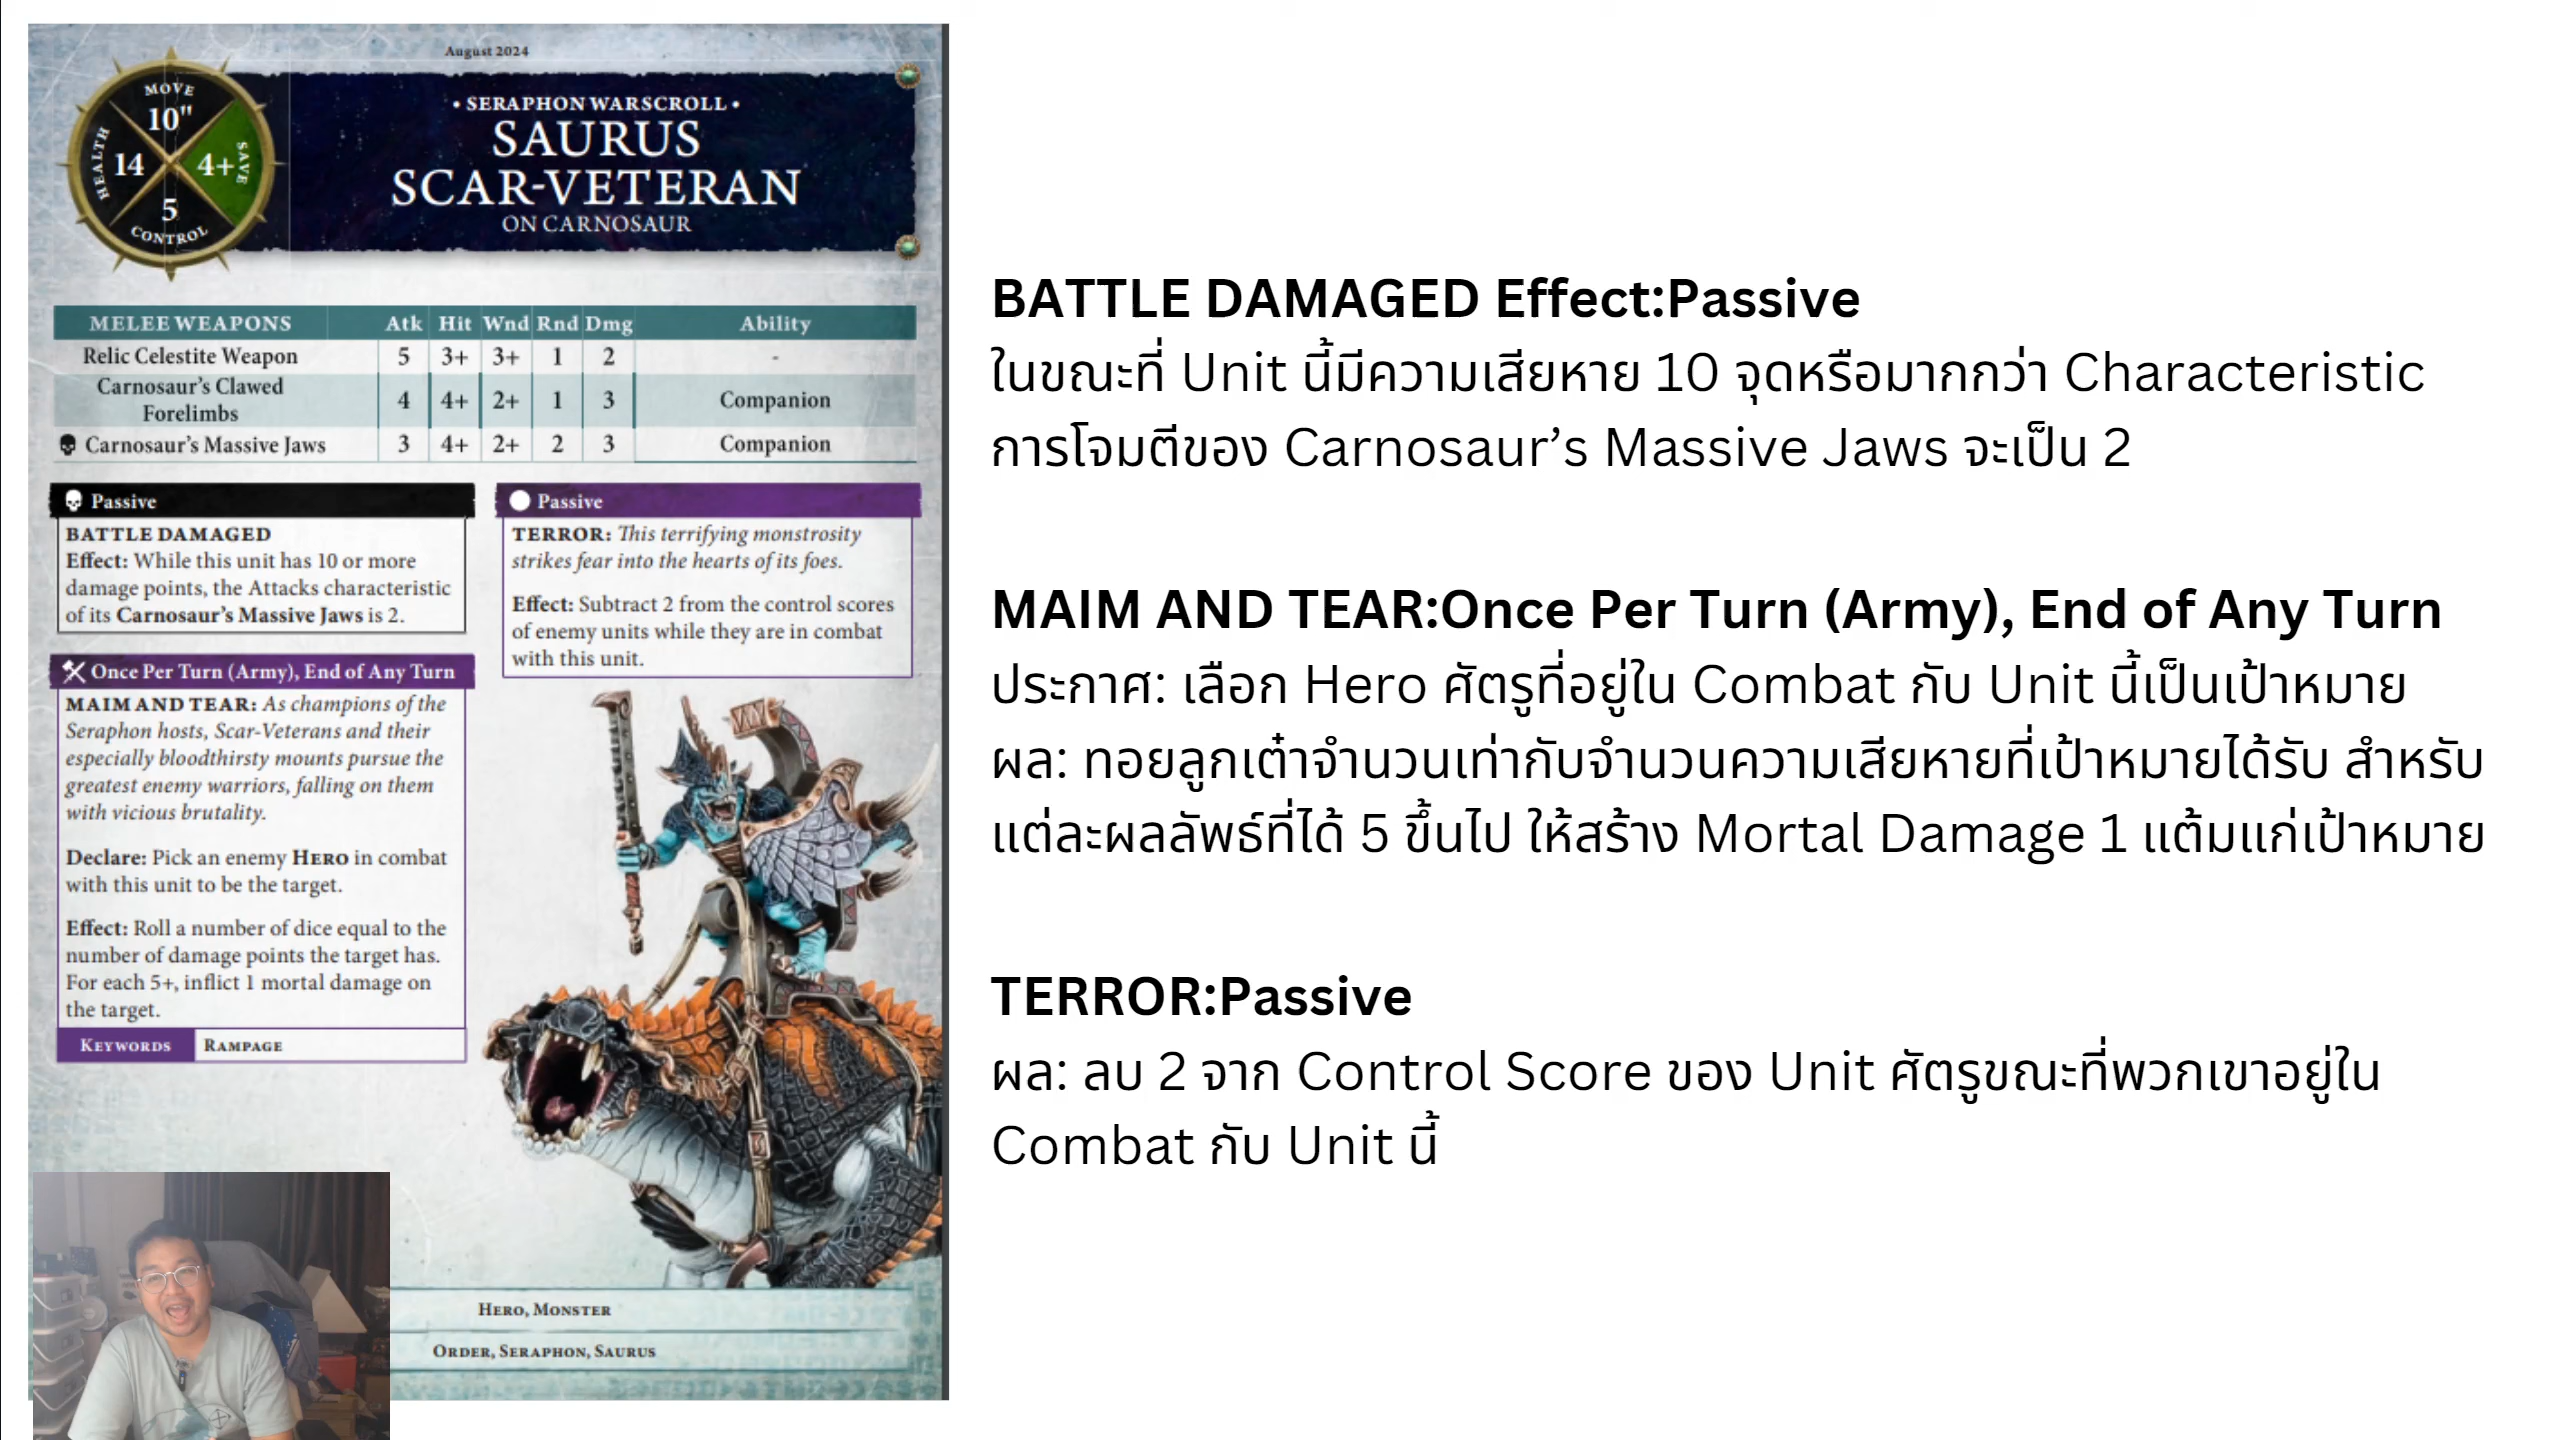 August 2024
MOVE
10"
HEALTH
14
4+
SAVE
5
CONTROL
• SERAPHON WARSCROLL •
SAURUS
SCAR-VETERAN
ON CARNOSAUR
MELEE WEAPONS Atk Hit Wnd Rnd Dmg Ability
Relic Celestite Weapon 5 3+ 3+ 1 2 -
Carnosaur's Clawed
Forelimbs 4 4+ 2+ 1 3 Companion
Carnosaur's Massive Jaws 3 4+ 2+ 2 3 Companion
Passive
BATTLE DAMAGED
Effect: While this unit has 10 or more
damage points, the Attacks characteristic
of its Carnosaur's Massive Jaws is 2.
Once Per Turn (Army), End of Any Turn
MAIM AND TEAR: As champions of the
Seraphon hosts, Scar-Veterans and their
especially bloodthirsty mounts pursue the
greatest enemy warriors, falling on them
with vicious brutality.
Declare: Pick an enemy HERO in combat
with this unit to be the target.
Effect: Roll a number of dice equal to the
number of damage points the target has.
For each 5+, inflict 1 mortal damage on
the target.
KEYWORDS RAMPAGE
Passive
TERROR: This terrifying monstrosity
strikes fear into the hearts of its foes.
Effect: Subtract 2 from the control scores
of enemy units while they are in combat
with this unit.
HERO, MONSTER
ORDER, SERAPHON, SAURUS
BATTLE DAMAGED Effect:Passive
ในขณะที่ Unit นี้มีความเสียหาย 10 จุดหรือมากกว่า Characteristic
การโจมตีของ Carnosaur’s Massive Jaws จะเป็น 2
MAIM AND TEAR:Once Per Turn (Army), End of Any Turn
ประกาศ: เลือก Hero ศัตรูที่อยู่ใน Combat กับ Unit นี้เป็นเป้าหมาย
ผล: ทอยลูกเต๋าจำนวนเท่ากับจำนวนความเสียหายที่เป้าหมายได้รับ สำหรับ
แต่ละผลลัพธ์ที่ได้ 5 ขึ้นไป ให้สร้าง Mortal Damage 1 แต้มแก่เป้าหมาย
TERROR:Passive
ผล: ลบ 2 จาก Control Score ของ Unit ศัตรูขณะที่พวกเขาอยู่ใน
Combat กับ Unit นี้